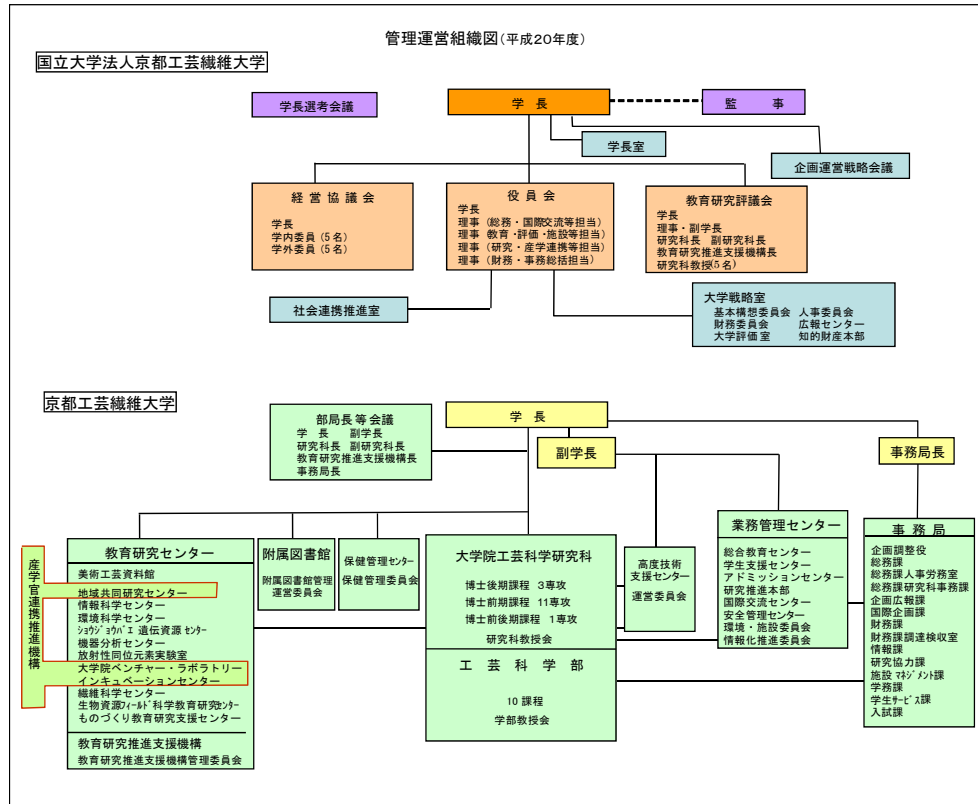 管理運営組織図(平成20年度)
国立大学法人京都工芸繊維大学
学長選考会議
学 長
監 事
学長室
企画運営戦略会議
経営協議会
学長
学内委員(5名)
学外委員(5名)
役員会
学長
理事(総務・国際交流等担当)
理事(教育・評価・施設等担当)
理事(研究・産学連携等担当)
理事(財務・事務総括担当)
教育研究評議会
学長
理事・副学長
研究科長 副研究科長
教育研究推進支援機構長
研究科教授(5名)
社会連携推進室
大学戦略室
基本構想委員会 人事委員会
財務委員会 広報センター
大学評価室 知的財産本部
京都工芸繊維大学
部局長等会議
学 長 副学長
研究科長 副研究科長
教育研究推進支援機構長
事務局長
学 長
副学長
事務局長
産学官連携推進機構
教育研究センター
美術工芸資料館
地域共同研究センター
情報科学センター
環境科学センター
ショウジョウバエ遺伝資源センター
機器分析センター
放射性同位元素実験室
大学院ベンチャー・ラボラトリー
インキュベーションセンター
繊維科学センター
生物資源フィールド科学教育研究センター
ものづくり教育研究支援センター
教育研究推進支援機構
教育研究推進支援機構管理委員会
附属図書館
附属図書館管理
運営委員会
保健管理センター
保健管理委員会
大学院工芸科学研究科
博士後期課程 3専攻
博士前期課程 11専攻
博士前後期課程 1専攻
研究科教授会
工 芸 科 学 部
10課程
学部教授会
高度技術
支援センター
運営委員会
業務管理センター
総合教育センター
学生支援センター
アドミッションセンター
研究推進本部
国際交流センター
安全管理センター
環境・施設委員会
情報化推進委員会
事 務 局
企画調整役
総務課
総務課人事労務室
総務課研究科事務課
企画広報課
国際企画課
財務課
財務課調達検収室
情報課
研究協力課
施設マネジメント課
学務課
学生サービス課
入試課